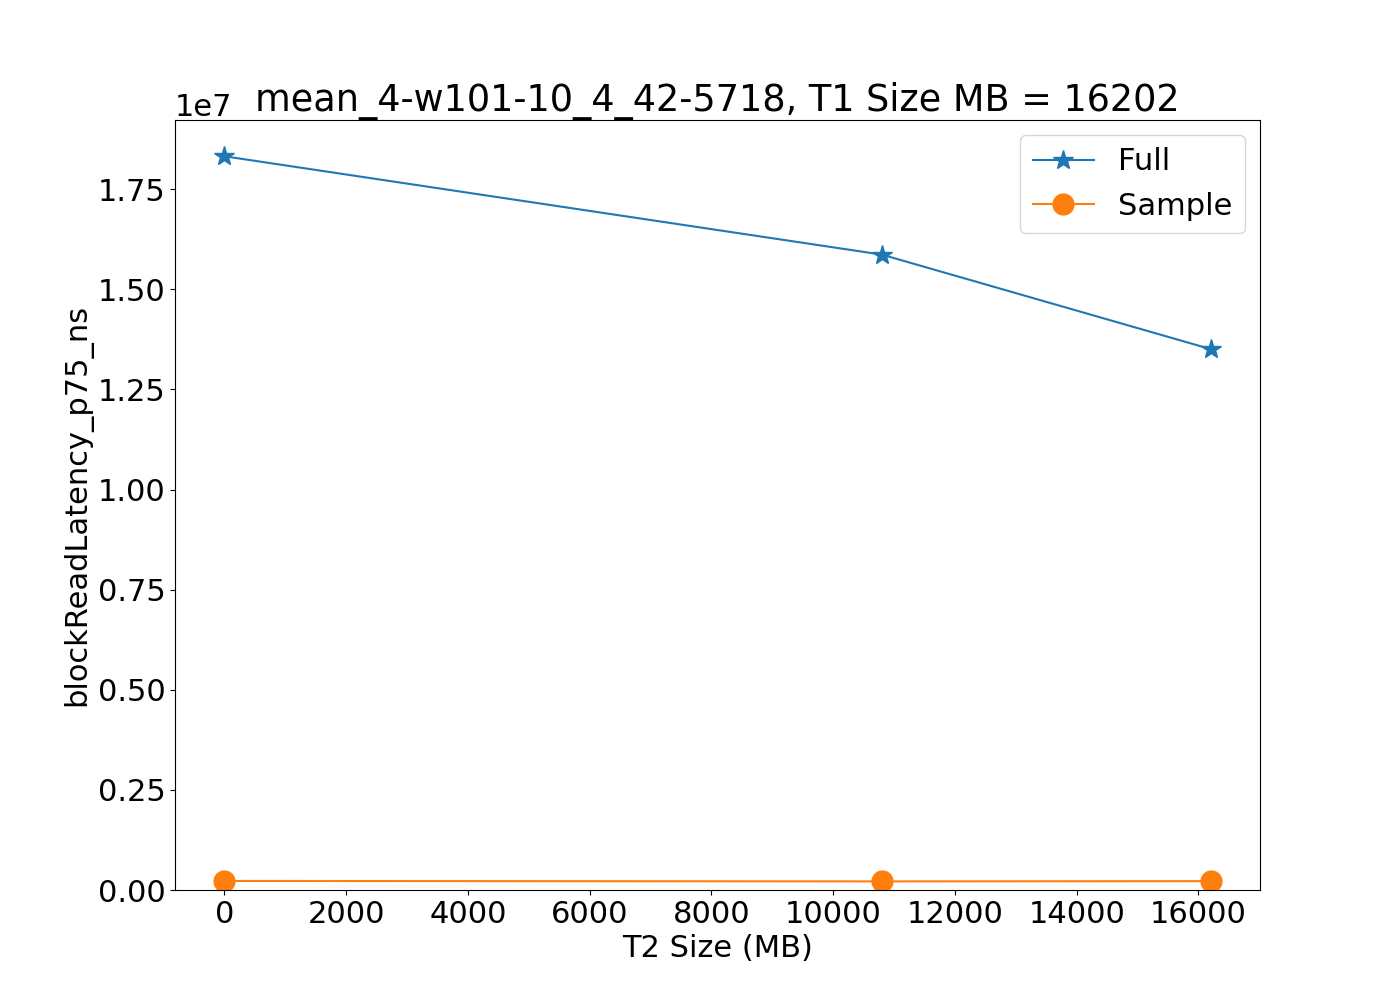 1e7
mean_4-w101-10_4_42-5718, T1 Size MB = 16202
Full
Sample
blockReadLatency_p75_ns
1.75
1.50
1.25
1.00
0.75
0.50
0.25
0.00
0 2000 4000 6000 8000 10000 12000 14000 16000
T2 Size (MB)